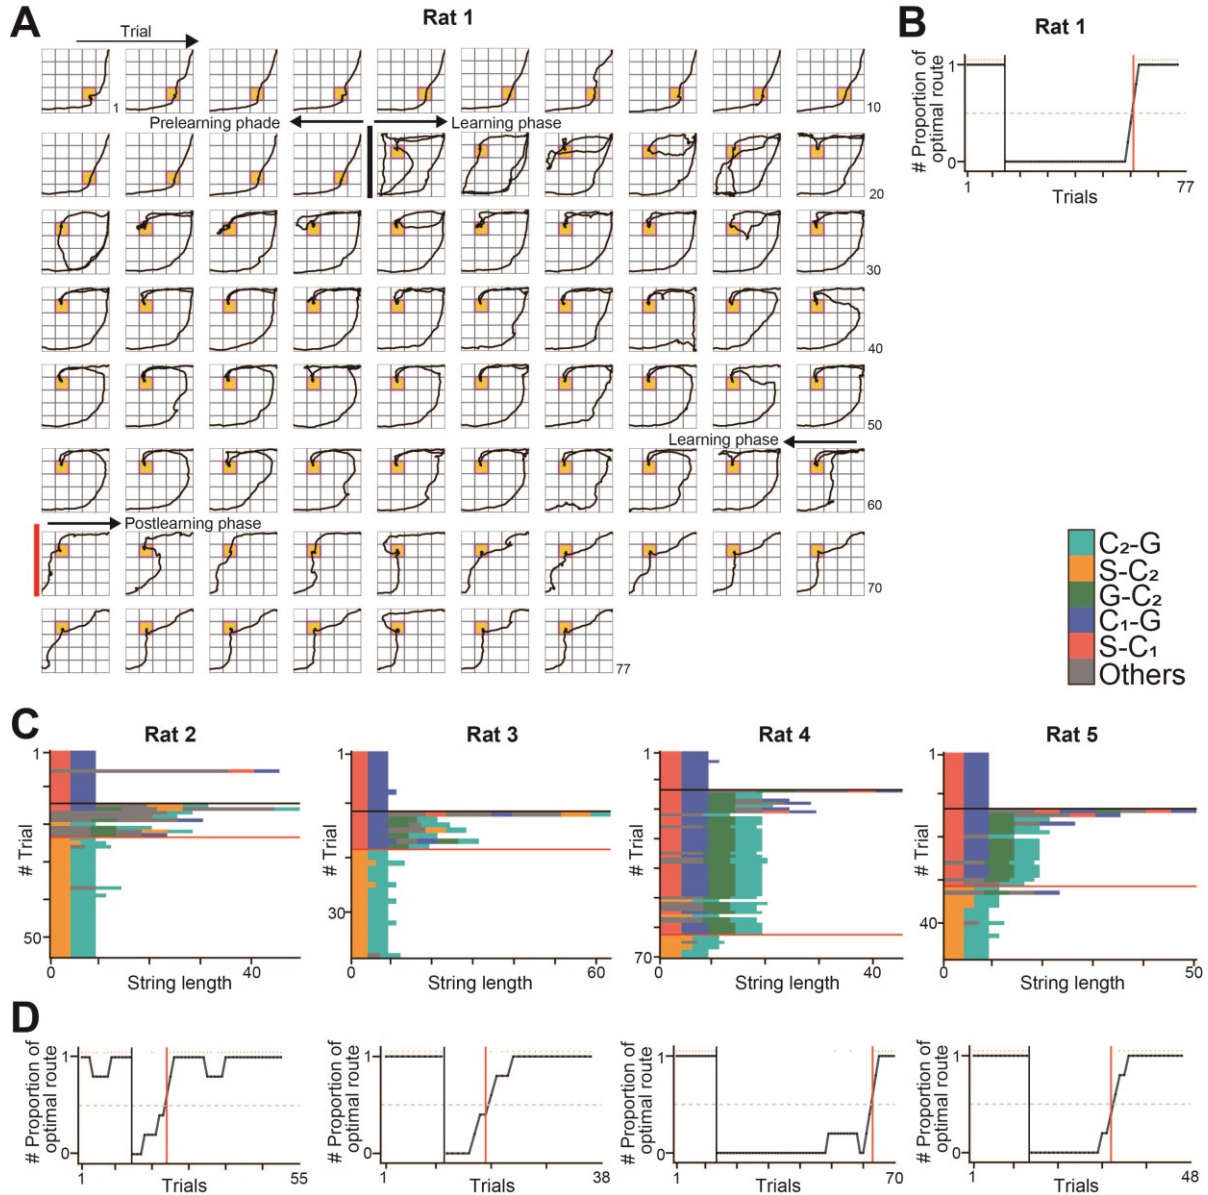 A
Rat 1
B
Rat 1
Trial
1
10
Prelearning phade
Learning phase
20
30
40
50
Learning phase
60
Postlearning phase
70
77
# Proportion of
optimal route
1
0
1
77
Trials
C₂-G
S-C₂
G-C₂
C₁-G
S-C₁
Others
C
Rat 2
Rat 3
Rat 4
Rat 5
# Trial
1
50
0
40
String length
# Trial
1
30
0
60
String length
# Trial
1
70
0
40
String length
# Trial
1
20
40
0
50
String length
D
# Proportion of
optimal route
1
0
1
55
Trials
# Proportion of
optimal route
1
0
1
38
Trials
# Proportion of
optimal route
1
0
1
70
Trials
# Proportion of
optimal route
1
0
1
48
Trials